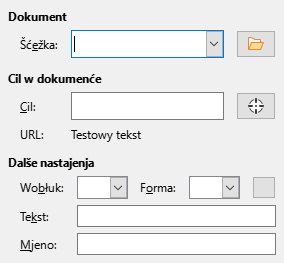 Dokument
Šćežka:
Cil w dokumenće
Cil:
URL: Testowy tekst
Dalše nastajenja
Wobłuk: Forma:
Tekst:
Mjeno: